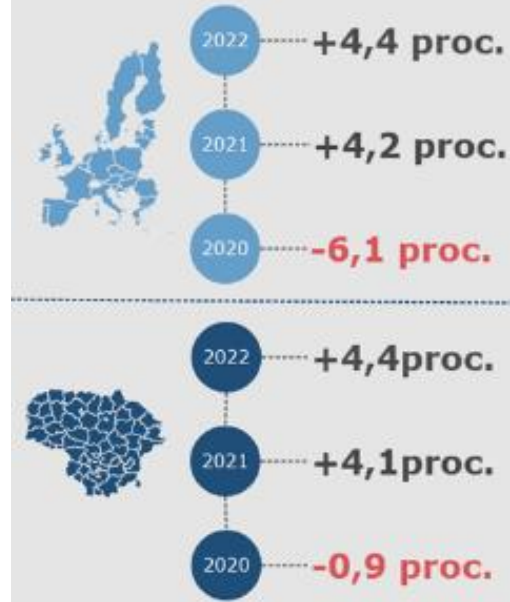 2022 +4,4 proc.
2021 +4,2 proc.
2020 -6,1 proc.
2022 +4,4proc.
2021 +4,1proc.
2020 -0,9 proc.